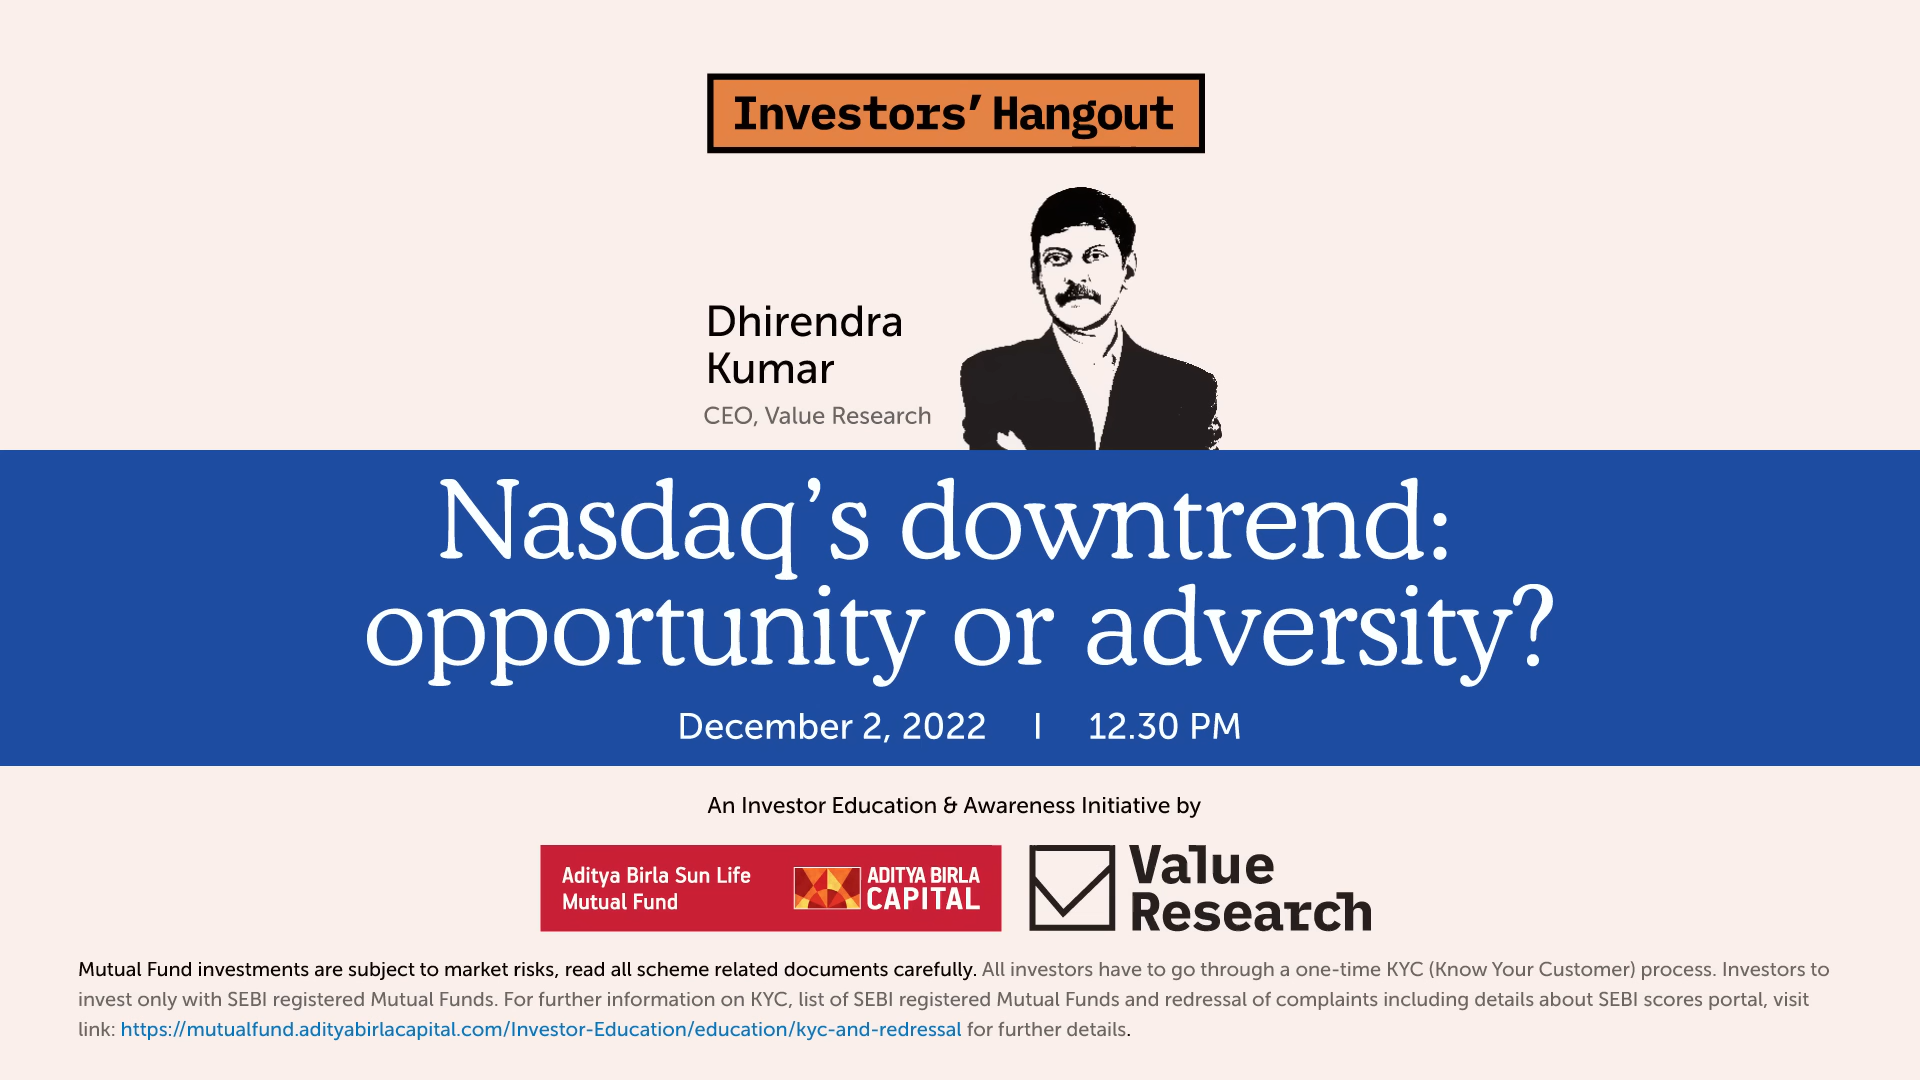 Investors’ Hangout
Dhirendra
Kumar
CEO, Value Research
Nasdaq’s downtrend:
opportunity or adversity?
December 2, 2022 | 12.30 PM
An Investor Education & Awareness Initiative by
Aditya Birla Sun Life
Mutual Fund
ADITYA BIRLA
CAPITAL
Value
Research
Mutual Fund investments are subject to market risks, read all scheme related documents carefully. All investors have to go through a one-time KYC (Know Your Customer) process. Investors to
invest only with SEBI registered Mutual Funds. For further information on KYC, list of SEBI registered Mutual Funds and redressal of complaints including details about SEBI scores portal, visit
link: https://mutualfund.adityabirlacapital.com/Investor-Education/education/kyc-and-redressal for further details.